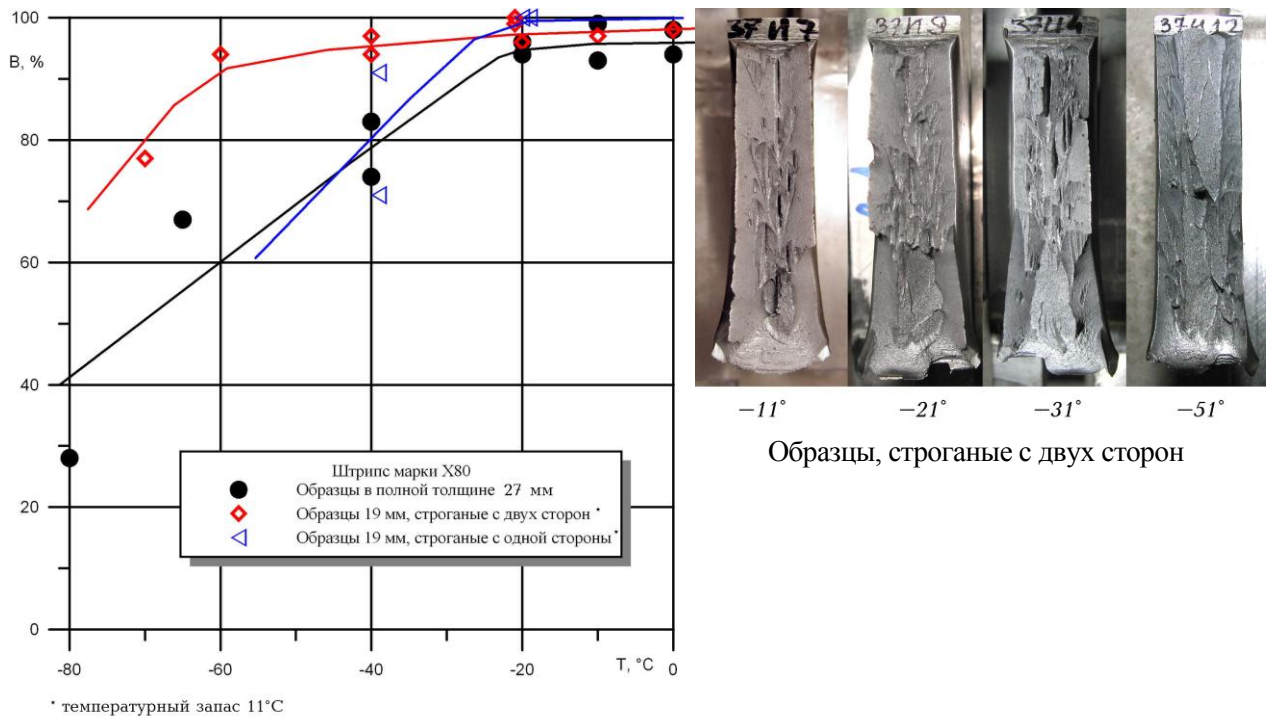 100
B, %
80
60
40
20
0
-80
-60
-40
-20
T, °C
0
Штрипс марки X80
Образцы в полной толщине 27 мм
Образцы 19 мм, строганые с двух сторон *
Образцы 19 мм, строганые с одной стороны *
* температурный запас 11°C
37И7
37И9
37Ц4
37Ч12
−11°
−21°
−31°
−51°
Образцы, строганые с двух сторон